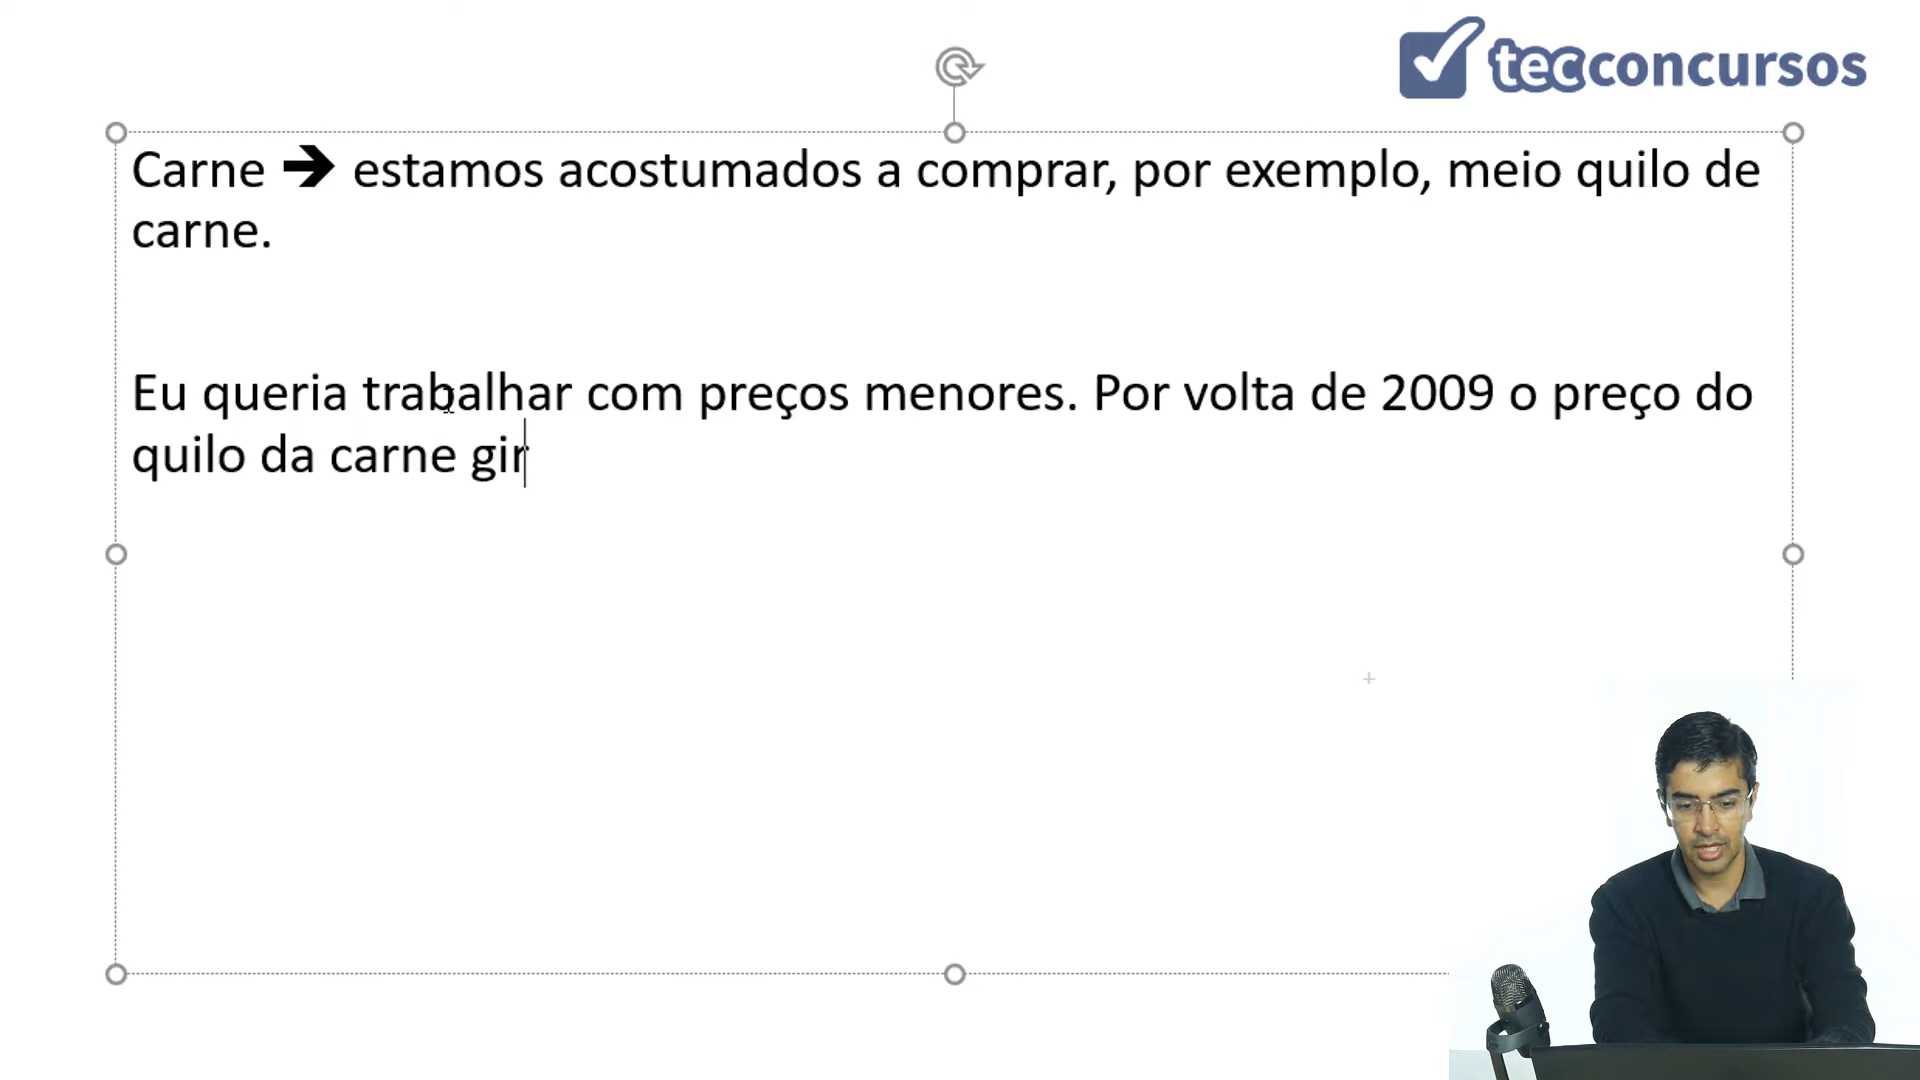 tecconcursos
Carne ➔ estamos acostumados a comprar, por exemplo, meio quilo de
carne.
Eu queria trabalhar com preços menores. Por volta de 2009 o preço do
quilo da carne gir